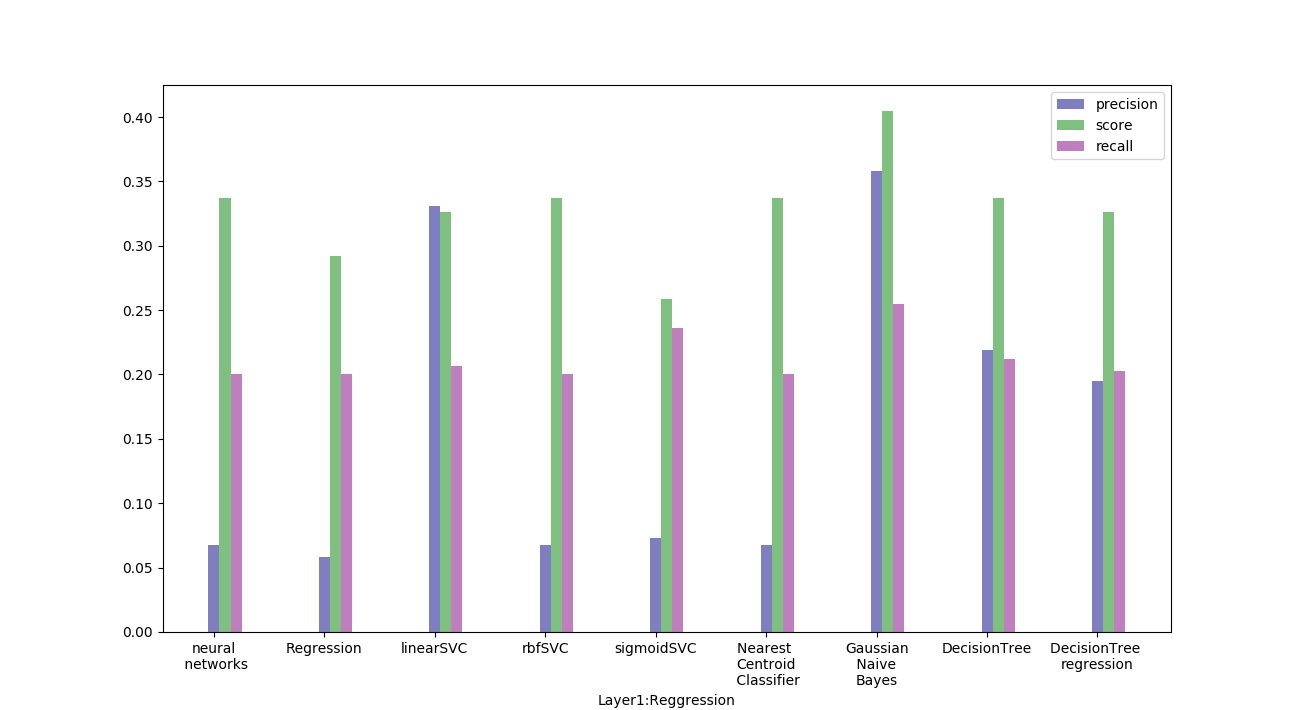 precision
score
recall
0.40
0.35
0.30
0.25
0.20
0.15
0.10
0.05
0.00
neural
networks
Regression
linearSVC
rbfSVC
sigmoidSVC
Nearest
Centroid
Classifier
Gaussian
Naive
Bayes
DecisionTree
DecisionTree
regression
Layer1:Reggression